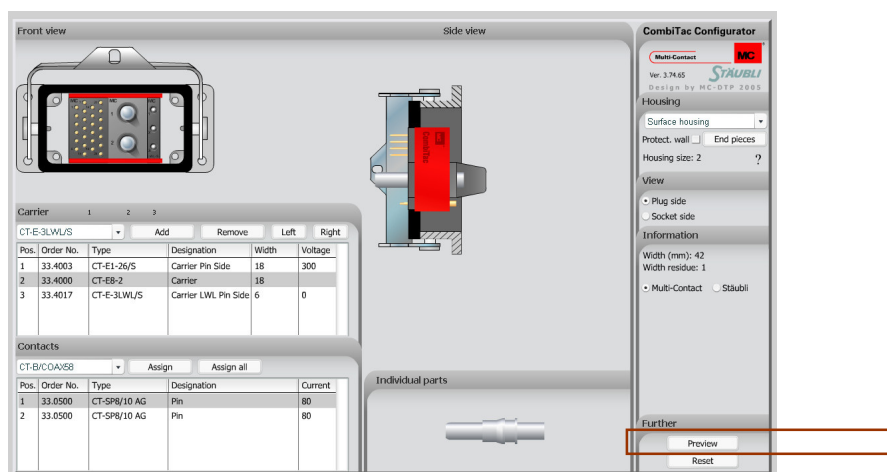 Front view
Side view
CombiTac Configurator
Multi-Contact
MC
Ver. 3.74.65
STÄUBLI
Design by MC-DTP 2005
Housing
Surface housing
Protect. wall
End pieces
Housing size: 2
?
View
Plug side
Socket side
Information
Width (mm): 42
Width residue: 1
Multi-Contact
Stäubli
Further
Preview
Reset
MC
MC
MC
1
2
CombiTac
Carrier 1 2 3
CT-E-3LWL/S Add Remove Left Right
Pos. Order No. Type Designation Width Voltage
1 33.4003 CT-E1-26/S Carrier Pin Side 18 300
2 33.4000 CT-E8-2 Carrier 18
3 33.4017 CT-E-3LWL/S Carrier LWL Pin Side 6 0
Contacts
CT-B/COAX58 Assign Assign all
Pos. Order No. Type Designation Current
1 33.0500 CT-SP8/10 AG Pin 80
2 33.0500 CT-SP8/10 AG Pin 80
Individual parts